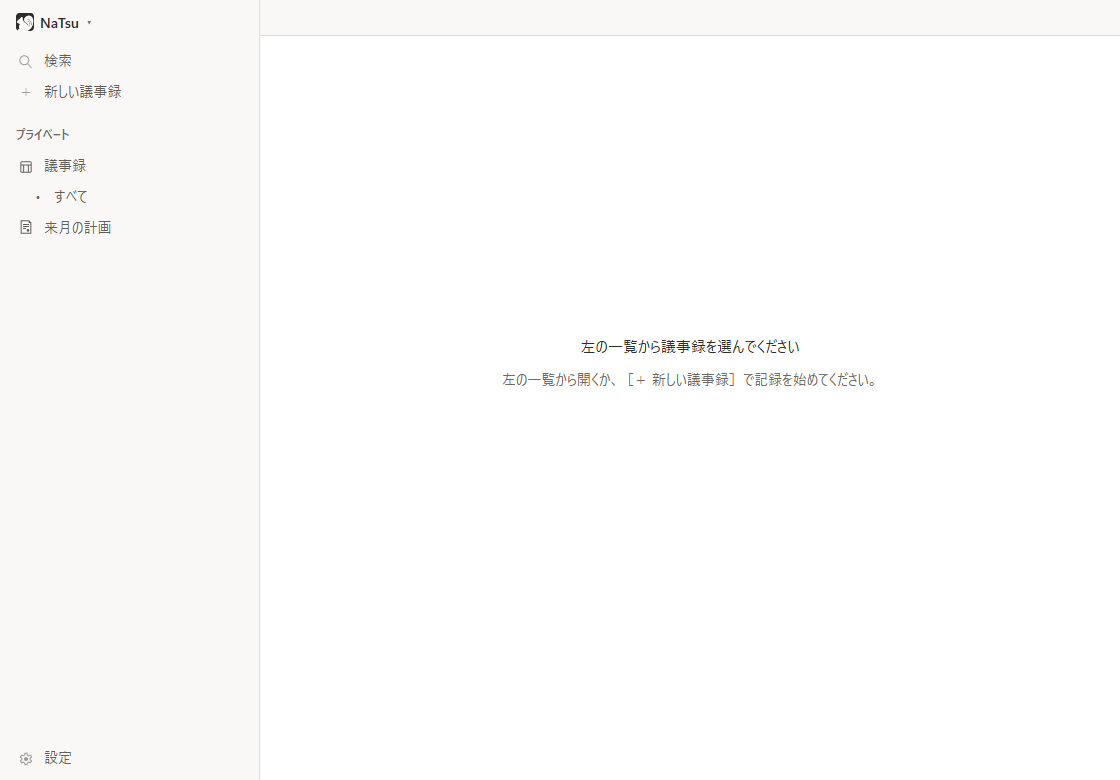 NaTsu
検索
+ 新しい議事録
プライベート
議事録
• すべて
来月の計画
左の一覧から議事録を選んでください
左の一覧から開くか、［+ 新しい議事録］で記録を始めてください。
設定